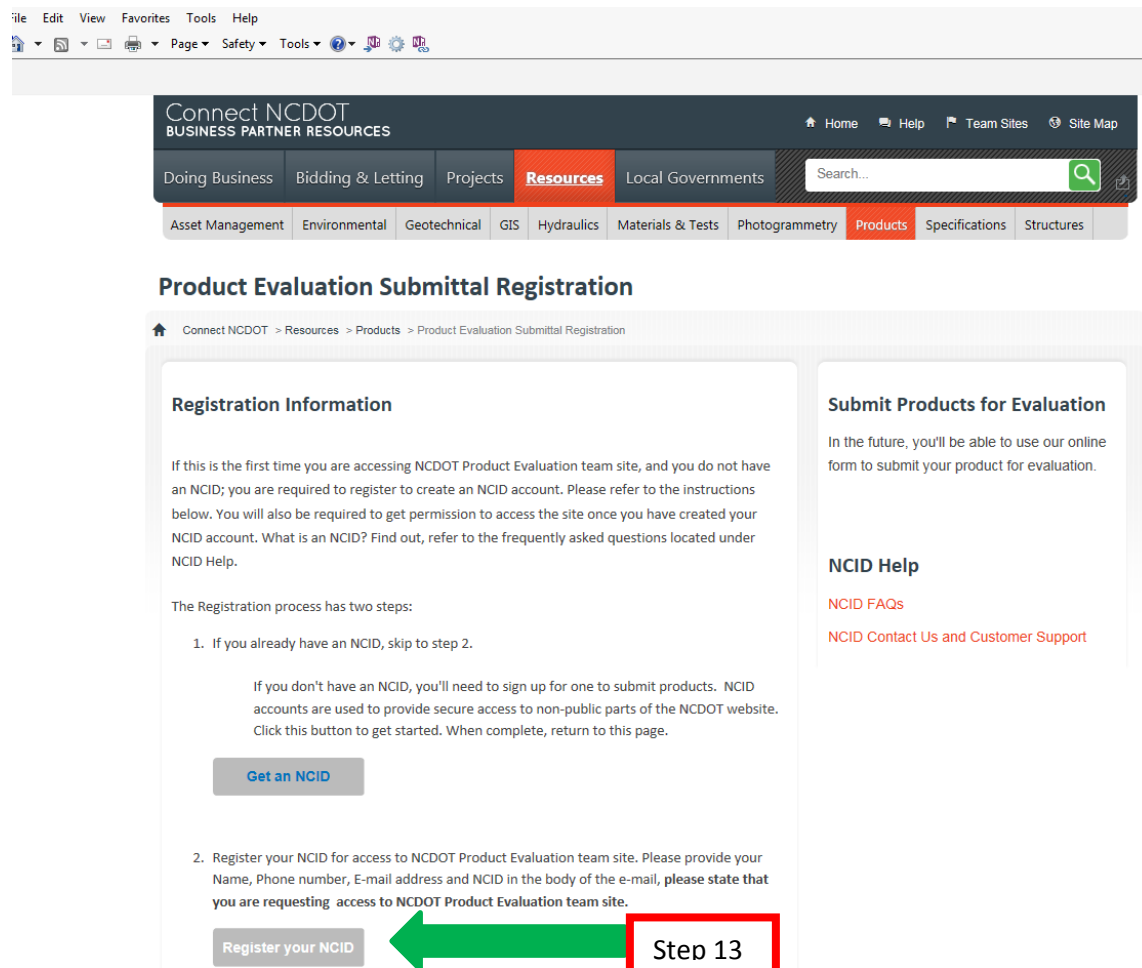 File Edit View Favorites Tools Help
Page Safety Tools
Connect NCDOT
BUSINESS PARTNER RESOURCES
Home Help Team Sites Site Map
Doing Business Bidding & Letting Projects Resources Local Governments Search...
Asset Management Environmental Geotechnical GIS Hydraulics Materials & Tests Photogrammetry Products Specifications Structures
Product Evaluation Submittal Registration
Connect NCDOT > Resources > Products > Product Evaluation Submittal Registration
Registration Information
If this is the first time you are accessing NCDOT Product Evaluation team site, and you do not have
an NCID; you are required to register to create an NCID account. Please refer to the instructions
below. You will also be required to get permission to access the site once you have created your
NCID account. What is an NCID? Find out, refer to the frequently asked questions located under
NCID Help.
The Registration process has two steps:
1. If you already have an NCID, skip to step 2.
If you don't have an NCID, you'll need to sign up for one to submit products. NCID
accounts are used to provide secure access to non-public parts of the NCDOT website.
Click this button to get started. When complete, return to this page.
Get an NCID
2. Register your NCID for access to NCDOT Product Evaluation team site. Please provide your
Name, Phone number, E-mail address and NCID in the body of the e-mail, please state that
you are requesting access to NCDOT Product Evaluation team site.
Register your NCID
Step 13
Submit Products for Evaluation
In the future, you'll be able to use our online
form to submit your product for evaluation.
NCID Help
NCID FAQs
NCID Contact Us and Customer Support